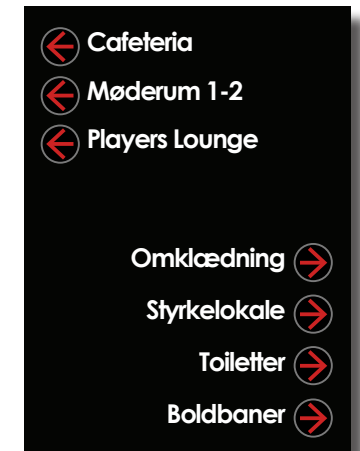 Cafeteria
Møderum 1-2
Players Lounge
Omklædning
Styrkelokale
Toiletter
Boldbaner